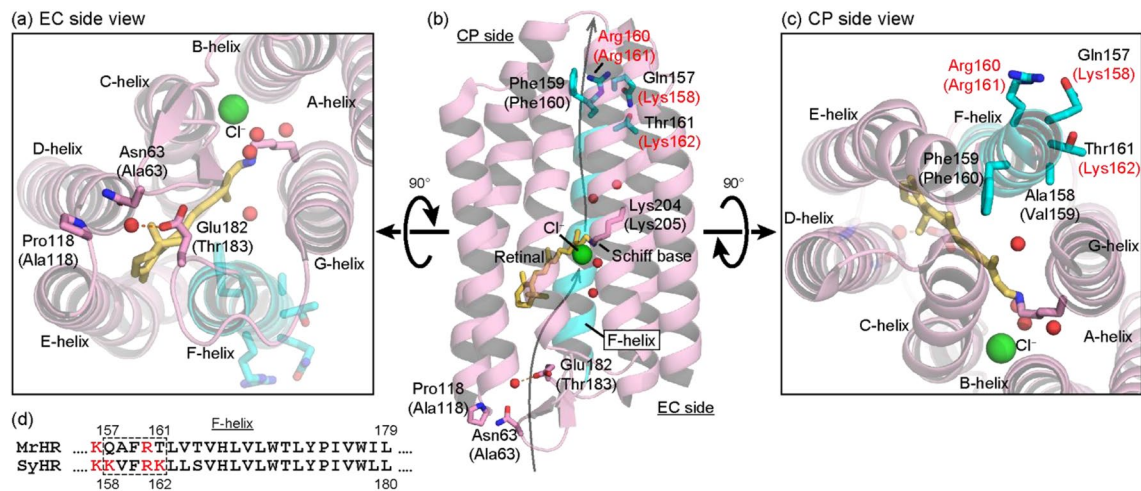 (a) EC side view
B-helix
C-helix
A-helix
Cl⁻
D-helix
Asn63
(Ala63)
Pro118
(Ala118)
Glu182
(Thr183)
G-helix
E-helix
F-helix
90°
(b)
CP side
Arg160
(Arg161)
Phe159
(Phe160)
Gln157
(Lys158)
Thr161
(Lys162)
Lys204
(Lys205)
Cl⁻
Retinal
Schiff base
F-helix
Glu182
(Thr183)
Pro118
(Ala118)
Asn63
(Ala63)
EC side
90°
(c) CP side view
Arg160
(Arg161)
Gln157
(Lys158)
E-helix
F-helix
Thr161
(Lys162)
Phe159
(Phe160)
Ala158
(Val159)
D-helix
G-helix
C-helix
Cl⁻
A-helix
B-helix
(d)
F-helix
157 161 179
MrHR .... KQAFRTLVTVHLVLWTLYPIVWIL ....
SyHR .... KKVFRKLLSVHLVLWTLYPIVWIL ....
158 162 180